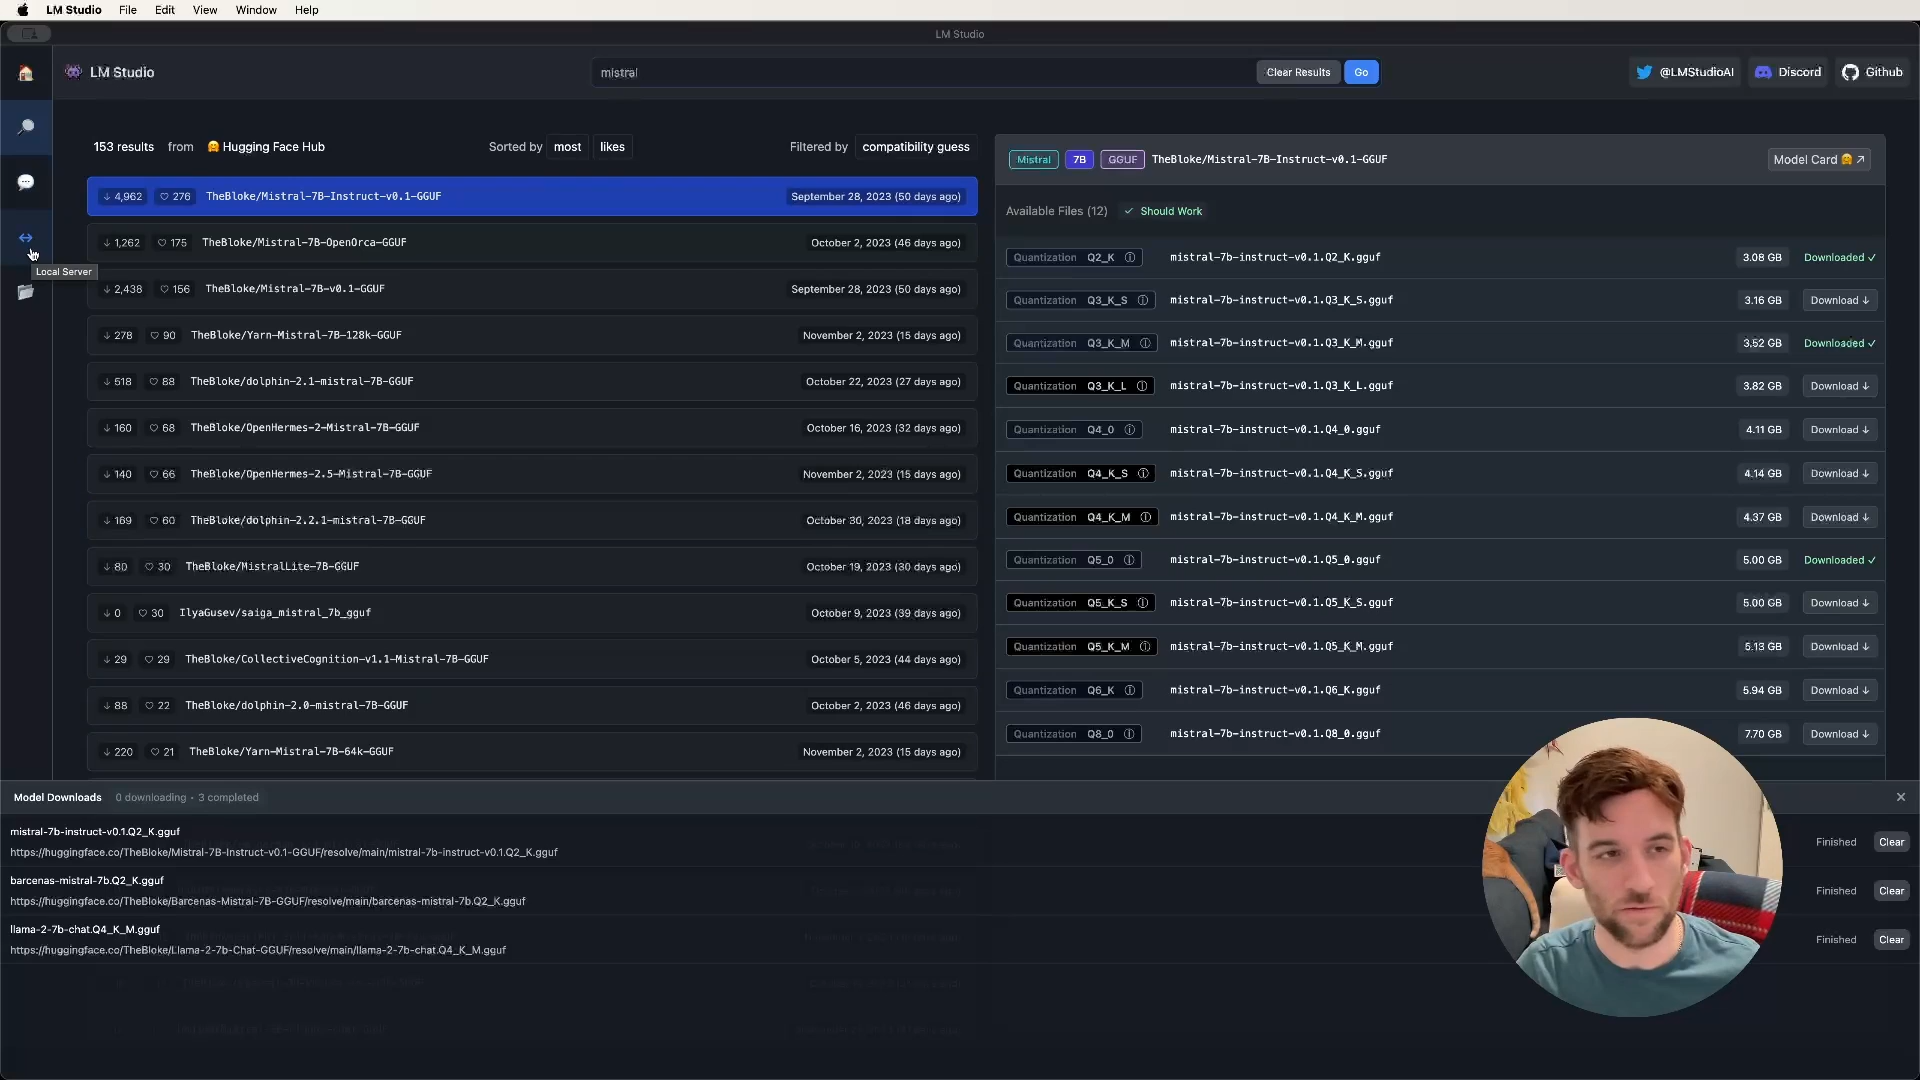 LM Studio File Edit View Window Help
LM Studio
LM Studio
mistral
Clear Results
Go
@LMStudioAI
Discord
Github
153 results from 🤗 Hugging Face Hub
Sorted by most likes
Filtered by compatibility guess
↓ 4,962 ♡ 276 TheBloke/Mistral-7B-Instruct-v0.1-GGUF September 28, 2023 (50 days ago)
↓ 1,262 ♡ 175 TheBloke/Mistral-7B-OpenOrca-GGUF October 2, 2023 (46 days ago)
Local Server
↓ 2,438 ♡ 156 TheBloke/Mistral-7B-v0.1-GGUF September 28, 2023 (50 days ago)
↓ 278 ♡ 90 TheBloke/Yarn-Mistral-7B-128k-GGUF November 2, 2023 (15 days ago)
↓ 518 ♡ 88 TheBloke/dolphin-2.1-mistral-7B-GGUF October 22, 2023 (27 days ago)
↓ 160 ♡ 68 TheBloke/OpenHermes-2-Mistral-7B-GGUF October 16, 2023 (32 days ago)
↓ 140 ♡ 66 TheBloke/OpenHermes-2.5-Mistral-7B-GGUF November 2, 2023 (15 days ago)
↓ 169 ♡ 60 TheBloke/dolphin-2.2.1-mistral-7B-GGUF October 30, 2023 (18 days ago)
↓ 80 ♡ 30 TheBloke/MistralLite-7B-GGUF October 19, 2023 (30 days ago)
↓ 0 ♡ 30 IlyaGusev/saiga_mistral_7b_gguf October 9, 2023 (39 days ago)
↓ 29 ♡ 29 TheBloke/CollectiveCognition-v1.1-Mistral-7B-GGUF October 5, 2023 (44 days ago)
↓ 88 ♡ 22 TheBloke/dolphin-2.0-mistral-7B-GGUF October 2, 2023 (46 days ago)
↓ 220 ♡ 21 TheBloke/Yarn-Mistral-7B-64k-GGUF November 2, 2023 (15 days ago)
Mistral 7B GGUF TheBloke/Mistral-7B-Instruct-v0.1-GGUF Model Card 🤗 ↗
Available Files (12) ✓ Should Work
Quantization Q2_K ⓘ mistral-7b-instruct-v0.1.Q2_K.gguf 3.08 GB Downloaded ✓
Quantization Q3_K_S ⓘ mistral-7b-instruct-v0.1.Q3_K_S.gguf 3.16 GB Download ↓
Quantization Q3_K_M ⓘ mistral-7b-instruct-v0.1.Q3_K_M.gguf 3.52 GB Downloaded ✓
Quantization Q3_K_L ⓘ mistral-7b-instruct-v0.1.Q3_K_L.gguf 3.82 GB Download ↓
Quantization Q4_0 ⓘ mistral-7b-instruct-v0.1.Q4_0.gguf 4.11 GB Download ↓
Quantization Q4_K_S ⓘ mistral-7b-instruct-v0.1.Q4_K_S.gguf 4.14 GB Download ↓
Quantization Q4_K_M ⓘ mistral-7b-instruct-v0.1.Q4_K_M.gguf 4.37 GB Download ↓
Quantization Q5_0 ⓘ mistral-7b-instruct-v0.1.Q5_0.gguf 5.00 GB Downloaded ✓
Quantization Q5_K_S ⓘ mistral-7b-instruct-v0.1.Q5_K_S.gguf 5.00 GB Download ↓
Quantization Q5_K_M ⓘ mistral-7b-instruct-v0.1.Q5_K_M.gguf 5.13 GB Download ↓
Quantization Q6_K ⓘ mistral-7b-instruct-v0.1.Q6_K.gguf 5.94 GB Download ↓
Quantization Q8_0 ⓘ mistral-7b-instruct-v0.1.Q8_0.gguf 7.70 GB Download ↓
Model Downloads 0 downloading • 3 completed
mistral-7b-instruct-v0.1.Q2_K.gguf
https://huggingface.co/TheBloke/Mistral-7B-Instruct-v0.1-GGUF/resolve/main/mistral-7b-instruct-v0.1.Q2_K.gguf
Finished Clear
barcenas-mistral-7b.Q2_K.gguf
https://huggingface.co/TheBloke/Barcenas-Mistral-7B-GGUF/resolve/main/barcenas-mistral-7b.Q2_K.gguf
Finished Clear
llama-2-7b-chat.Q4_K_M.gguf
https://huggingface.co/TheBloke/Llama-2-7b-Chat-GGUF/resolve/main/llama-2-7b-chat.Q4_K_M.gguf
Finished Clear